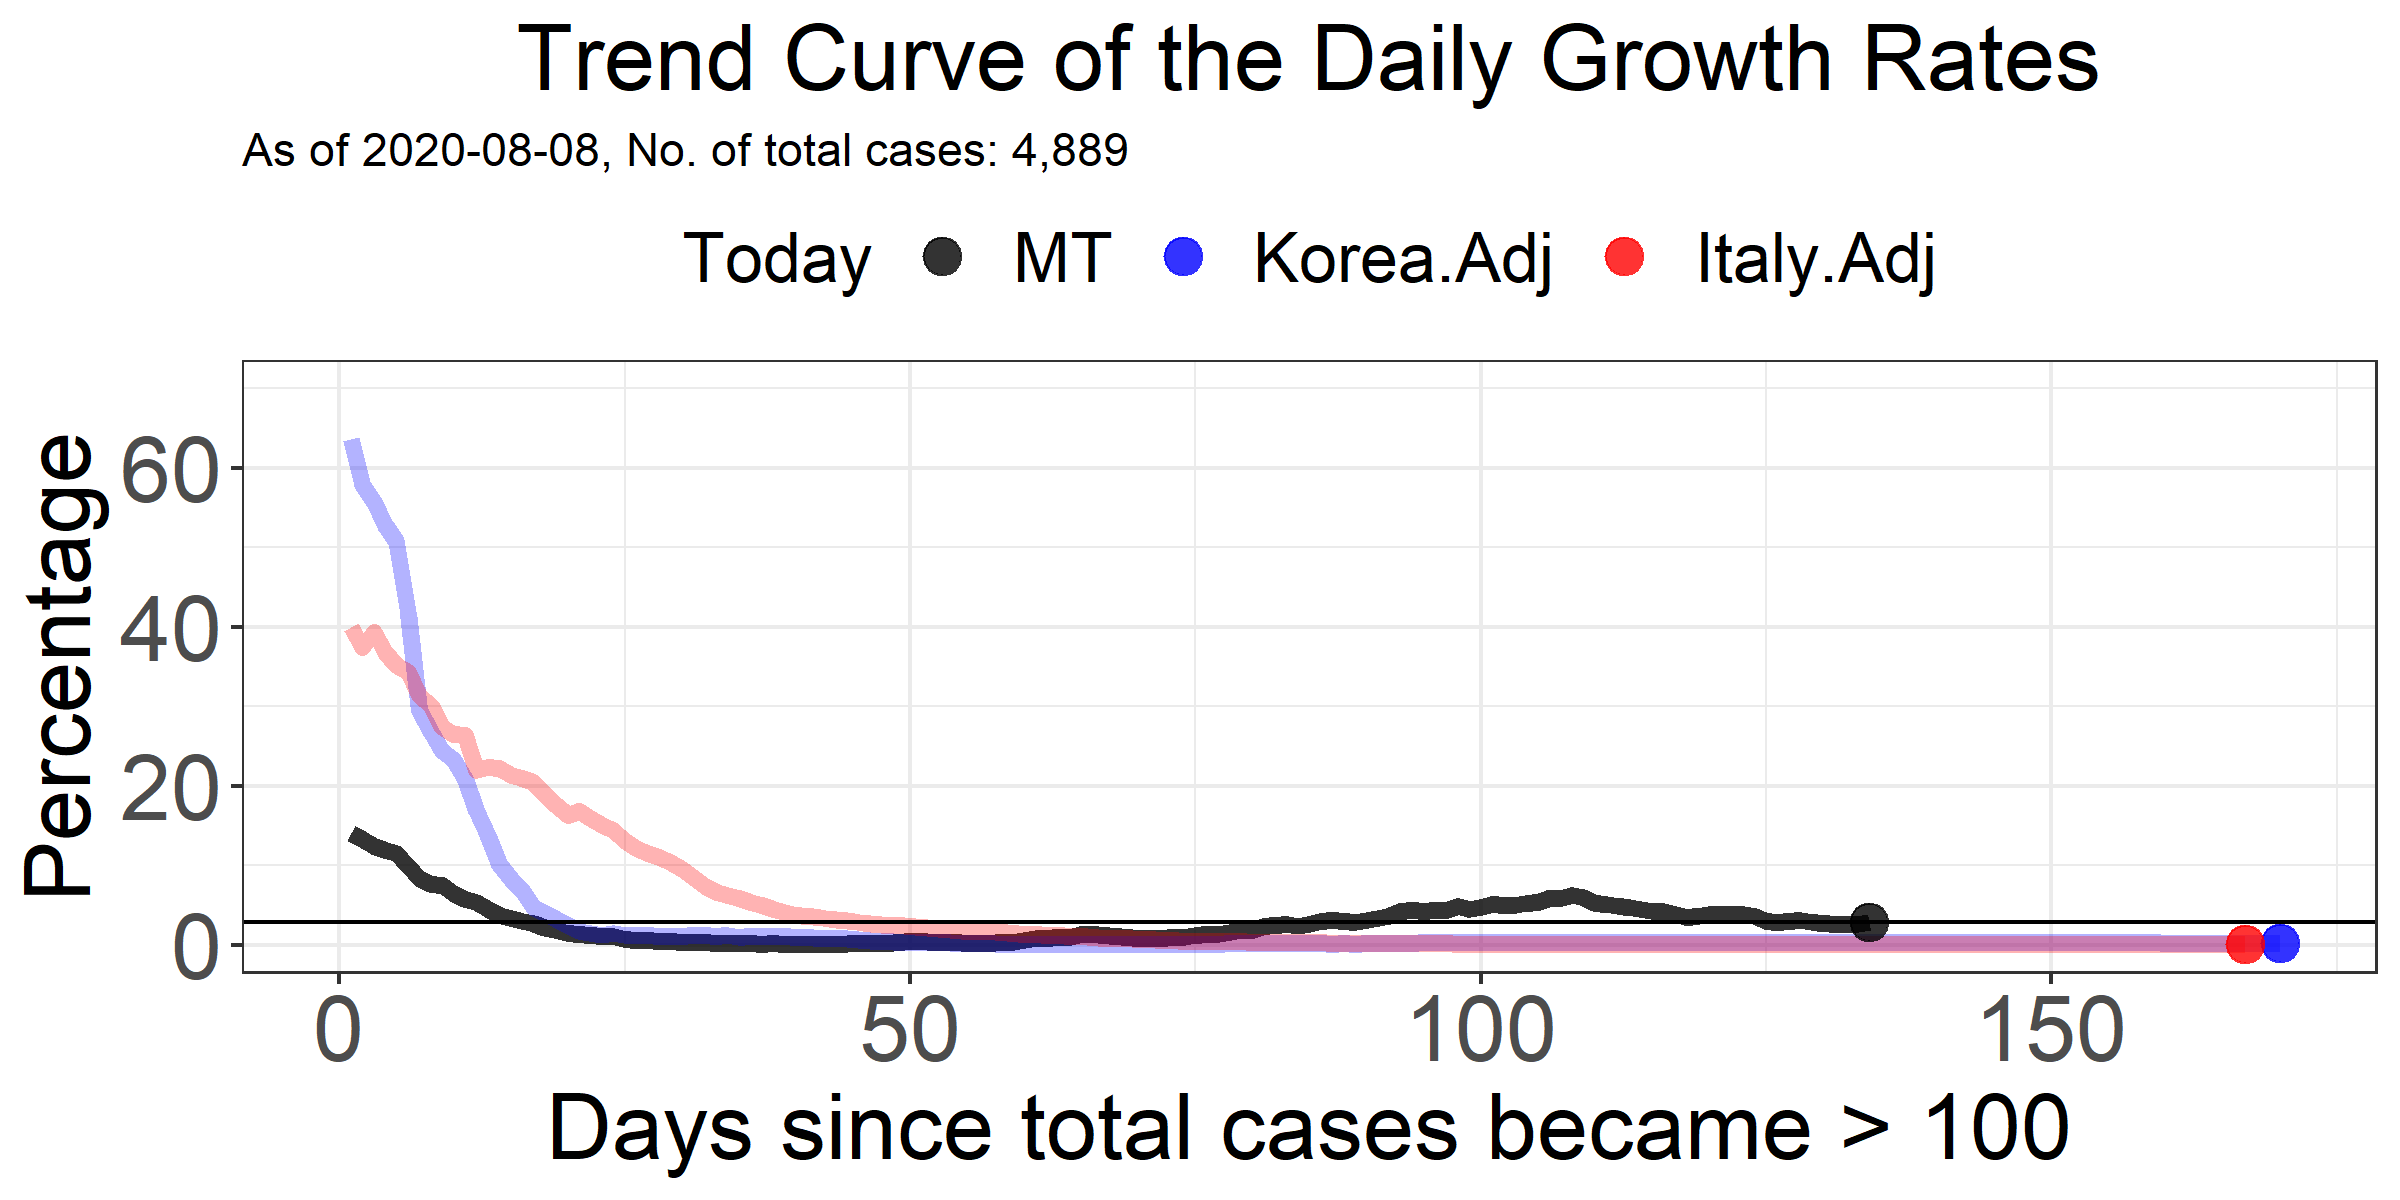 Trend Curve of the Daily Growth Rates
As of 2020-08-08, No. of total cases: 4,889
Today MT Korea.Adj Italy.Adj
Percentage
60
40
20
0
0 50 100 150
Days since total cases became > 100